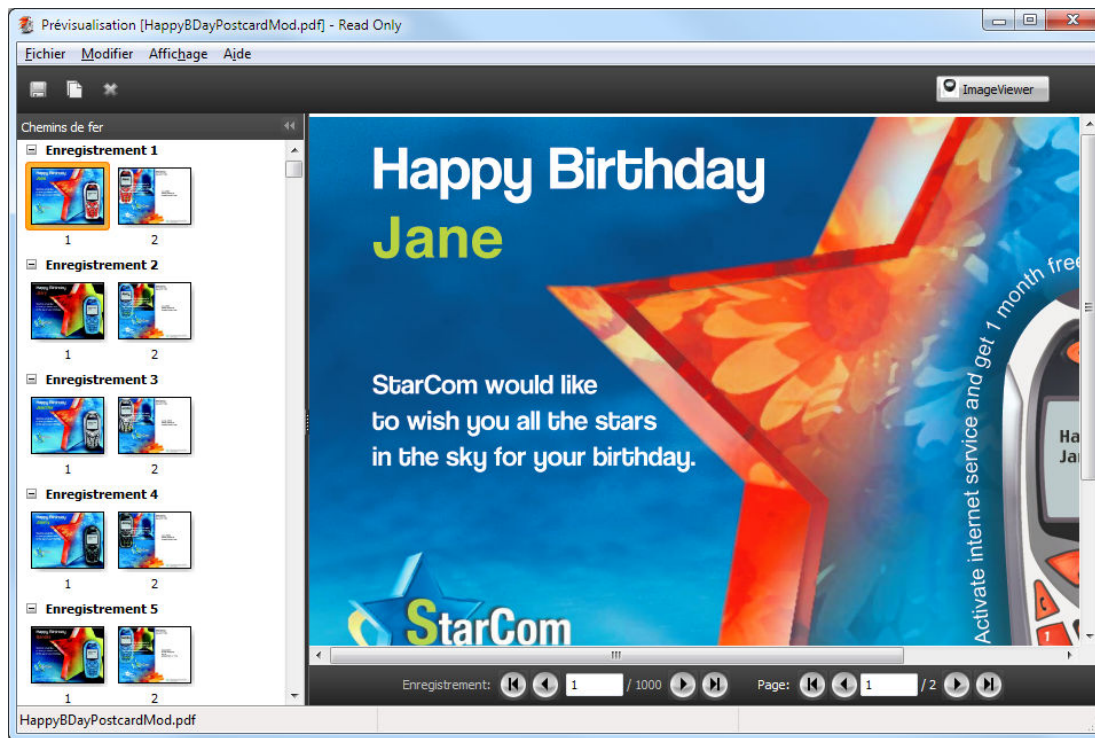 Prévisualisation [HappyBDayPostcardMod.pdf] - Read Only
Fichier Modifier Affichage Aide
ImageViewer
Chemins de fer
Enregistrement 1
1 2
Enregistrement 2
1 2
Enregistrement 3
1 2
Enregistrement 4
1 2
Enregistrement 5
1 2
Happy Birthday
Jane
StarCom would like
to wish you all the stars
in the sky for your birthday.
StarCom
Activate internet service and get 1 month free
Ha
Jan
1
Enregistrement: 1 / 1000 Page: 1 / 2
HappyBDayPostcardMod.pdf